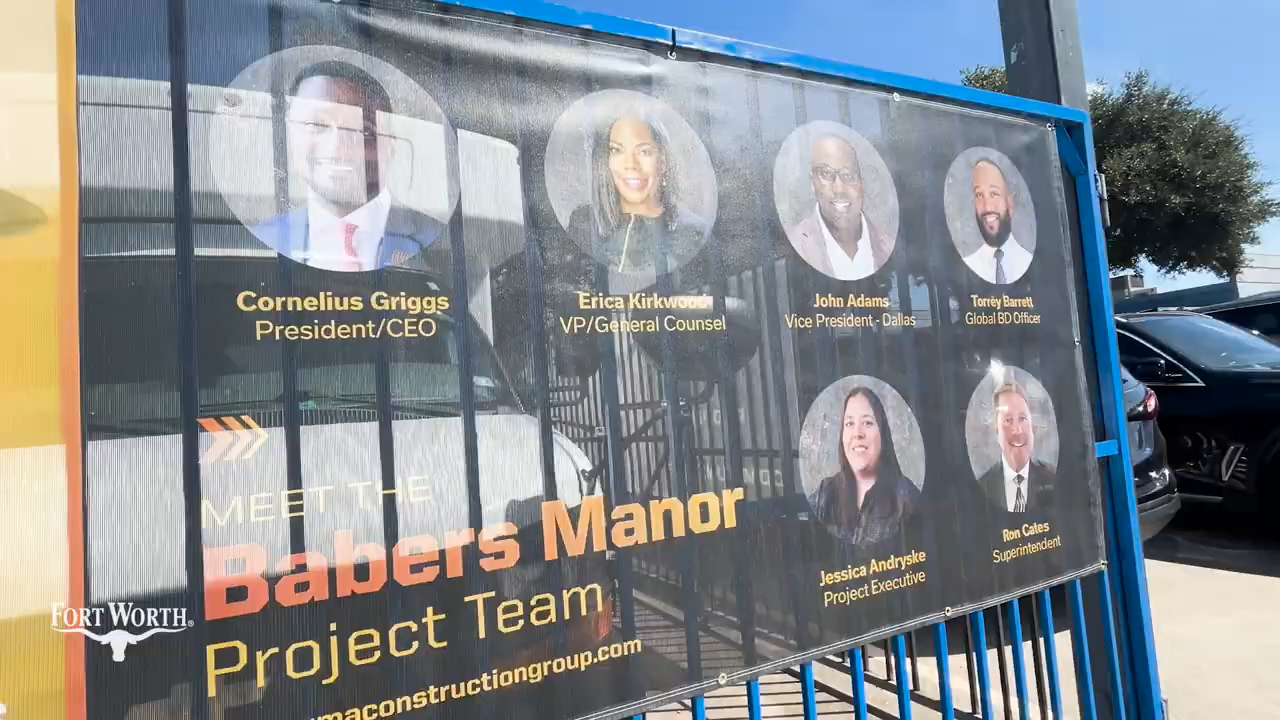 Cornelius Griggs
President/CEO
Erica Kirkwood
VP/General Counsel
John Adams
Vice President - Dallas
Torrey Barrett
Global BD Officer
Jessica Andryske
Project Executive
Ron Cates
Superintendent
MEET THE
Babers Manor
Project Team
maconstructiongroup.com
FORT WORTH®